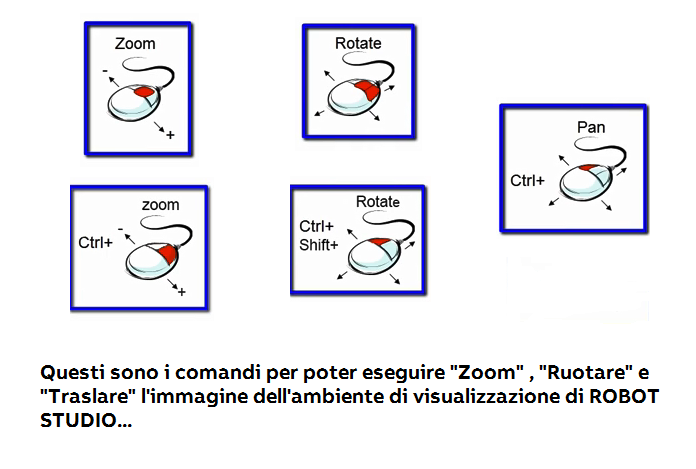 Zoom
-
+
Rotate
Pan
Ctrl+
zoom
Ctrl+
-
+
Rotate
Ctrl+
Shift+
Questi sono i comandi per poter eseguire "Zoom" , "Ruotare" e
"Traslare" l'immagine dell'ambiente di visualizzazione di ROBOT
STUDIO...